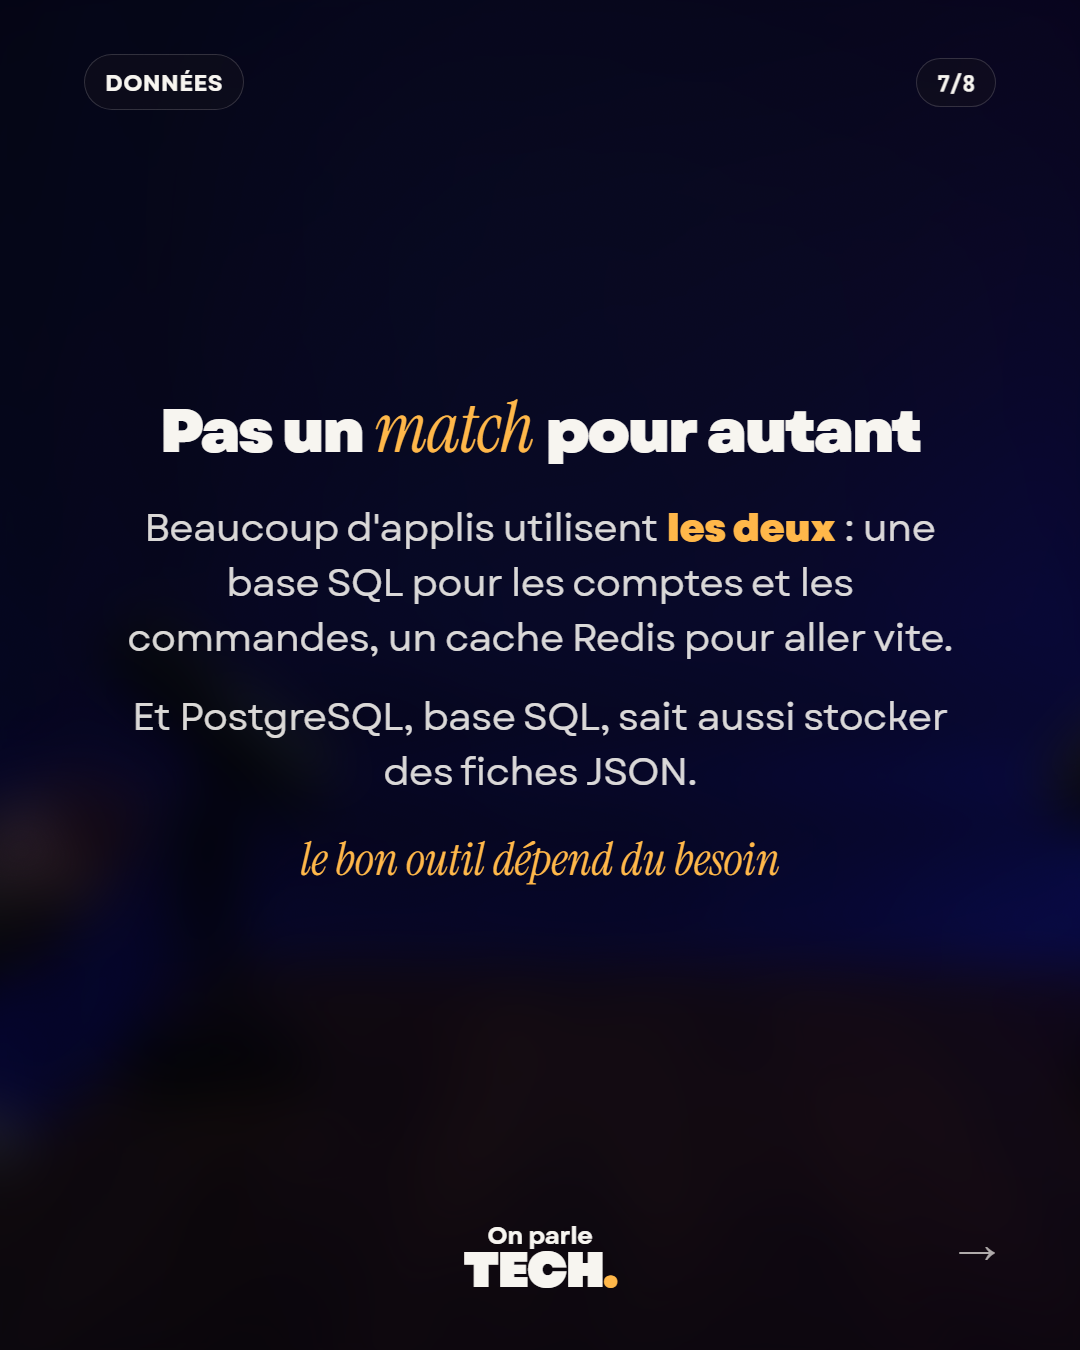 DONNÉES
7/8
Pas un match pour autant
Beaucoup d'applis utilisent les deux : une
base SQL pour les comptes et les
commandes, un cache Redis pour aller vite.
Et PostgreSQL, base SQL, sait aussi stocker
des fiches JSON.
le bon outil dépend du besoin
On parle
TECH.
→